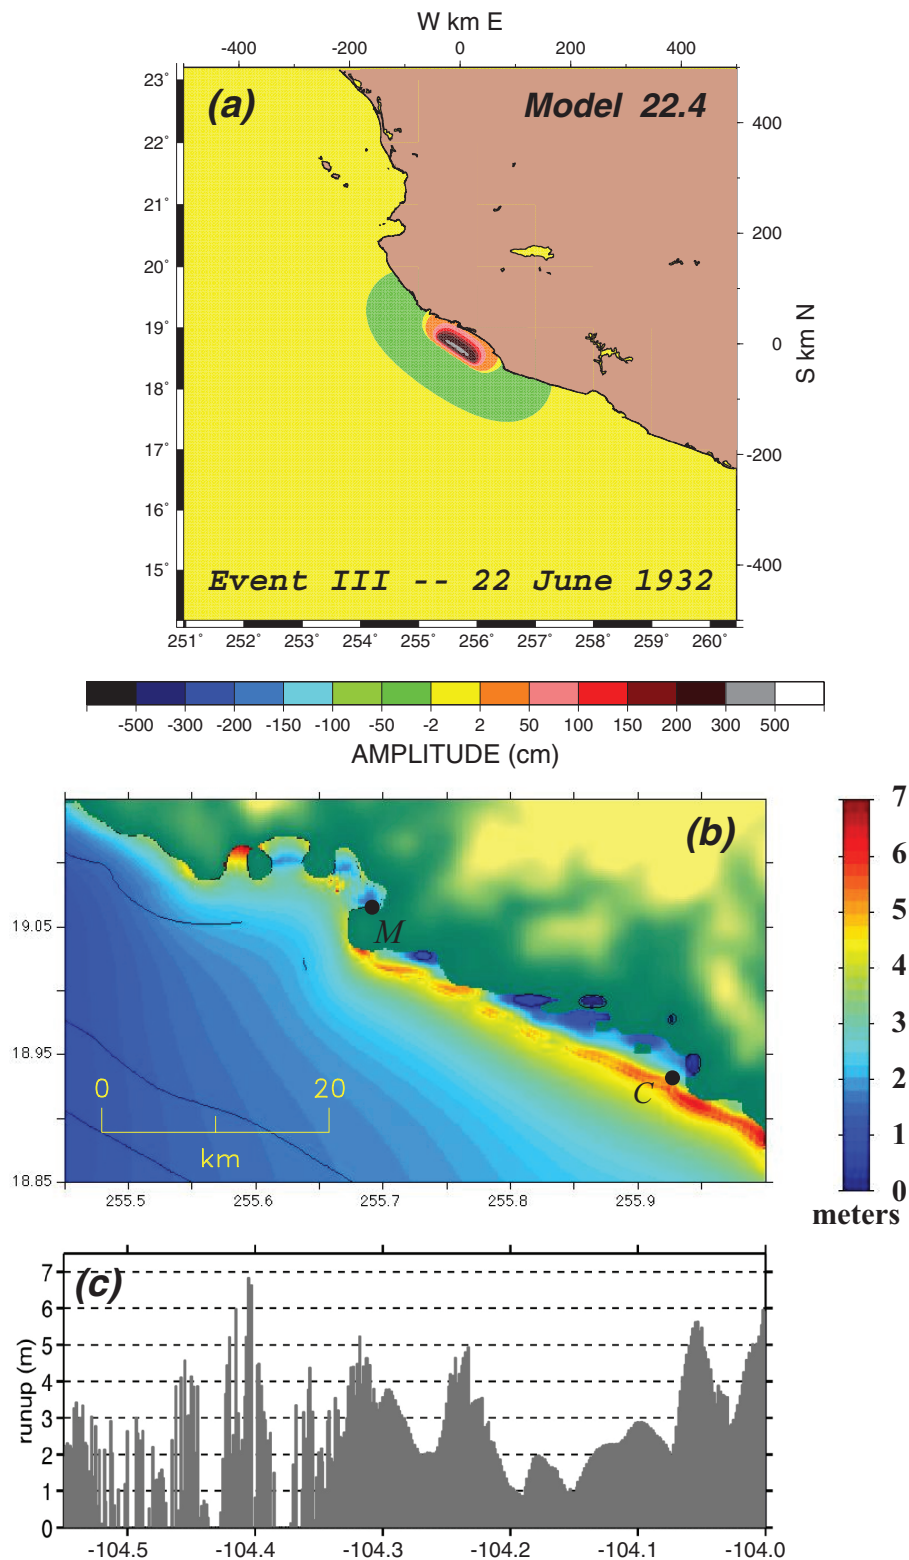 W km E
-400 -200 0 200 400
(a)
Model 22.4
23°
22°
21°
20°
19°
18°
17°
16°
15°
400
200
0
-200
-400
S km N
Event III -- 22 June 1932
251° 252° 253° 254° 255° 256° 257° 258° 259° 260°
-500 -300 -200 -150 -100 -50 -2 2 50 100 150 200 300 500
AMPLITUDE (cm)
(b)
19.05
18.95
18.85
M
C
0 20
km
255.5 255.6 255.7 255.8 255.9
7
6
5
4
3
2
1
0
meters
(c)
7
6
5
4
3
2
1
0
runup (m)
-104.5 -104.4 -104.3 -104.2 -104.1 -104.0